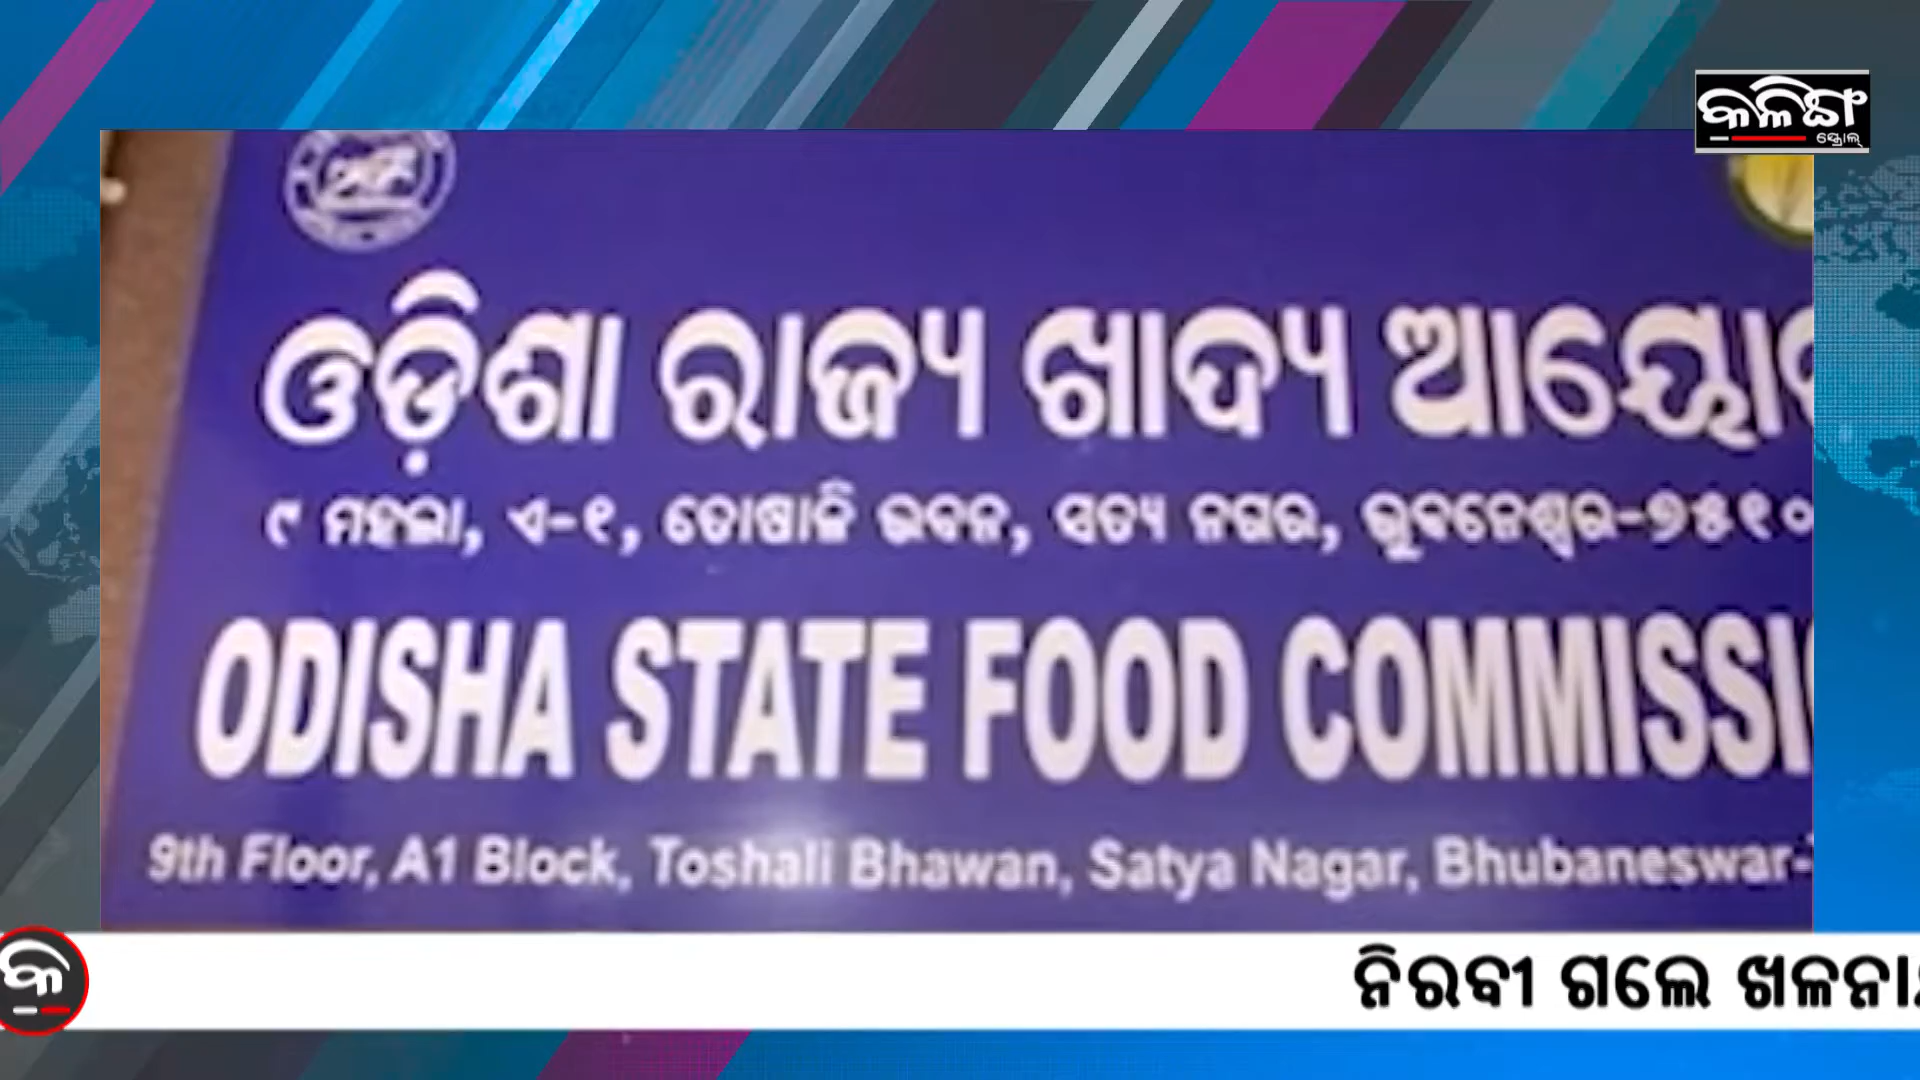 କଳିଙ୍ଗ
ସ୍କ୍ରୋଲ୍
ଓଡ଼ିଶା ରାଜ୍ୟ ଖାଦ୍ୟ ଆୟୋ
୯ ମହଲା, ଏ-୧, ତୋଷାଳି ଭବନ, ସତ୍ୟ ନଗର, ଭୁବନେଶ୍ୱର-୭୫୧୦
ODISHA STATE FOOD COMMISSI
9th Floor, A1 Block, Toshali Bhawan, Satya Nagar, Bhubaneswar-
କ
ନିରବୀ ଗଲେ ଖଳନା